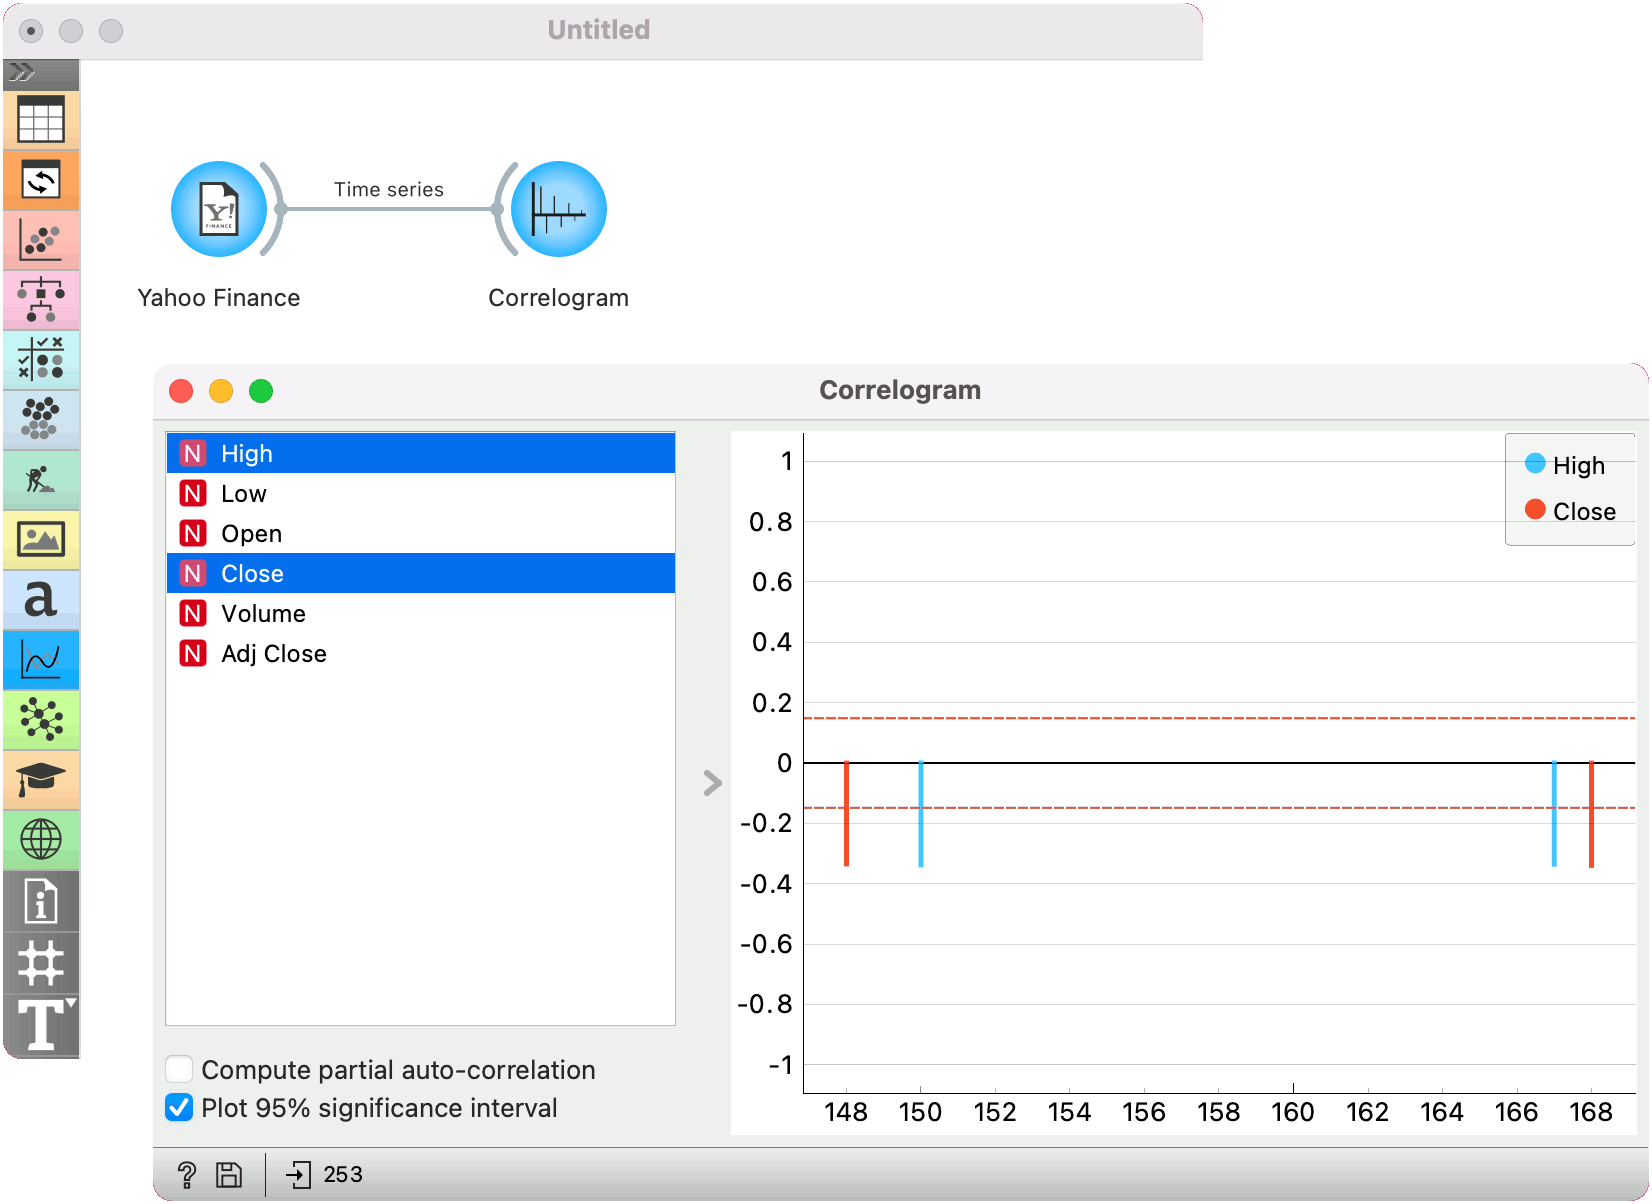 Untitled
Y!
FINANCE
Time series
Yahoo Finance
Correlogram
Correlogram
N High
N Low
N Open
N Close
N Volume
N Adj Close
Compute partial auto-correlation
Plot 95% significance interval
1
0.8
0.6
0.4
0.2
0
-0.2
-0.4
-0.6
-0.8
-1
148 150 152 154 156 158 160 162 164 166 168
High
Close
a
i
T
? 253